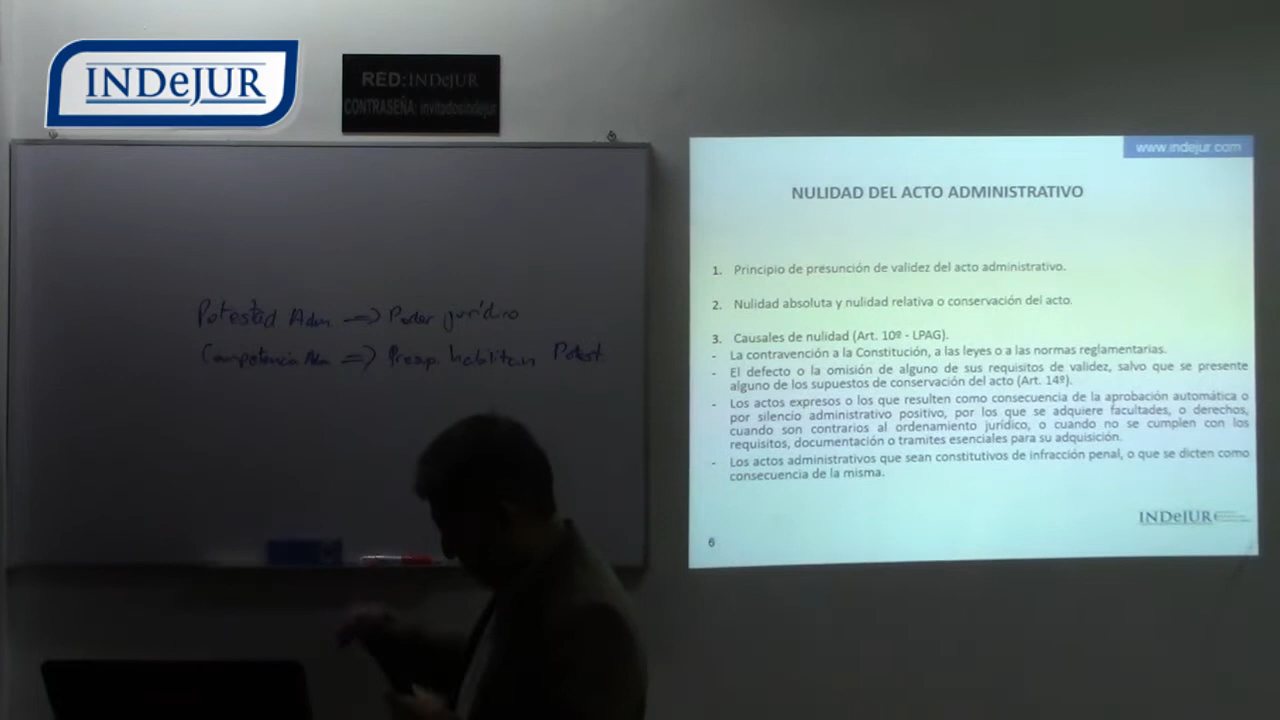 INDeJUR
RED:INDeJUR
CONTRASEÑA: invitadosindejur
Potestad Adm => Poder jurídico
Competencia Adm => Presup. habilitan Potest.
www.indejur.com
NULIDAD DEL ACTO ADMINISTRATIVO
1. Principio de presunción de validez del acto administrativo.
2. Nulidad absoluta y nulidad relativa o conservación del acto.
3. Causales de nulidad (Art. 10º - LPAG).
- La contravención a la Constitución, a las leyes o a las normas reglamentarias.
- El defecto o la omisión de alguno de sus requisitos de validez, salvo que se presente
alguno de los supuestos de conservación del acto (Art. 14º).
- Los actos expresos o los que resulten como consecuencia de la aprobación automática o
por silencio administrativo positivo, por los que se adquiere facultades, o derechos,
cuando son contrarios al ordenamiento jurídico, o cuando no se cumplen con los
requisitos, documentación o tramites esenciales para su adquisición.
- Los actos administrativos que sean constitutivos de infracción penal, o que se dicten como
consecuencia de la misma.
INDeJUR
6